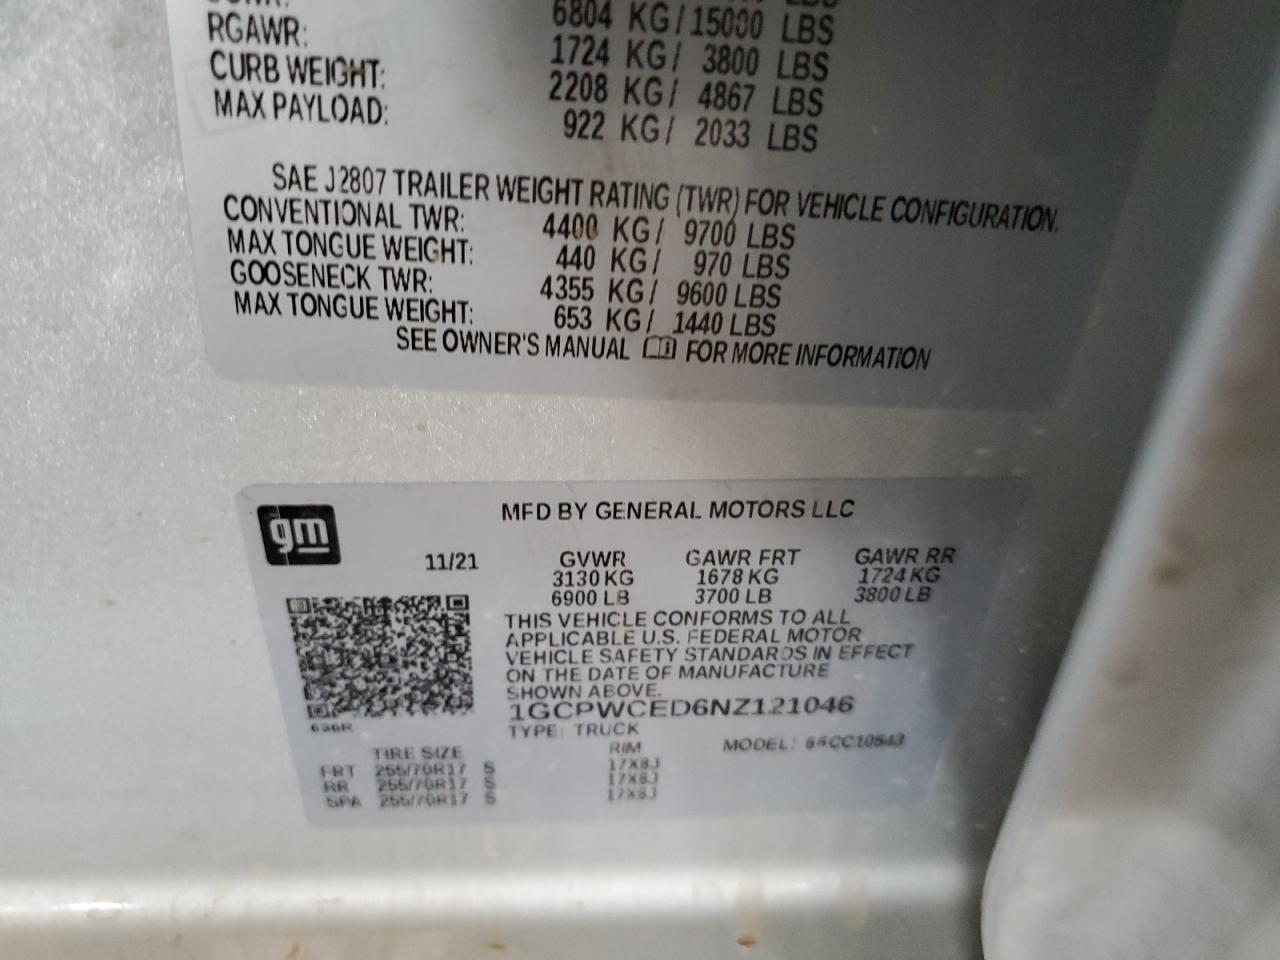 6804 KG/15000 LBS
RGAWR: 1724 KG/ 3800 LBS
CURB WEIGHT: 2208 KG/ 4867 LBS
MAX PAYLOAD: 922 KG/ 2033 LBS
SAE J2807 TRAILER WEIGHT RATING (TWR) FOR VEHICLE CONFIGURATION.
CONVENTIONAL TWR: 4400 KG/ 9700 LBS
MAX TONGUE WEIGHT: 440 KG/ 970 LBS
GOOSENECK TWR: 4355 KG/ 9600 LBS
MAX TONGUE WEIGHT: 653 KG/ 1440 LBS
SEE OWNER'S MANUAL FOR MORE INFORMATION
gm
MFD BY GENERAL MOTORS LLC
11/21 GVWR GAWR FRT GAWR RR
3130 KG 1678 KG 1724 KG
6900 LB 3700 LB 3800 LB
THIS VEHICLE CONFORMS TO ALL
APPLICABLE U.S. FEDERAL MOTOR
VEHICLE SAFETY STANDARDS IN EFFECT
ON THE DATE OF MANUFACTURE
SHOWN ABOVE.
1GCPWCED6NZ121046
TYPE: TRUCK MODEL:
TIRE SIZE RIM
FRT 255/70R17 S 17X8J
RR 255/70R17 S 17X8J
SPA 255/70R17 S 17X8J